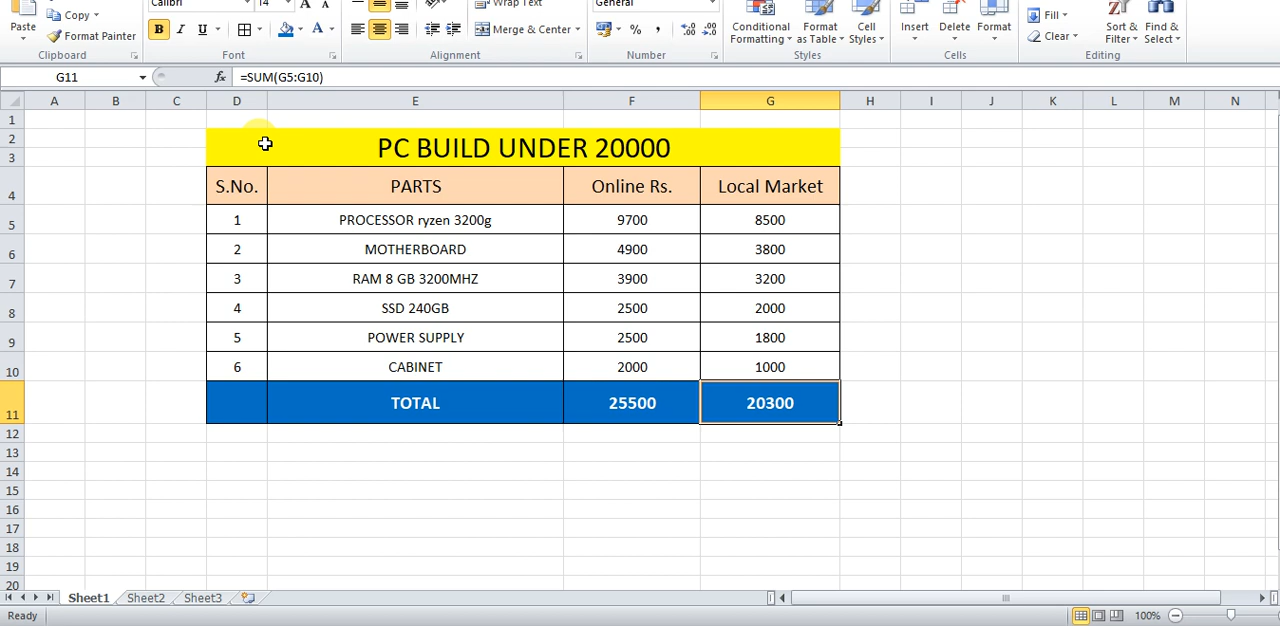 Calibri 14 A A Wrap Text General
Paste Copy Format Painter B I U A Merge & Center % , Conditional Formatting Format as Table Cell Styles Insert Delete Format Fill Clear Sort & Filter Find & Select
Clipboard Font Alignment Number Styles Cells Editing
G11 fx =SUM(G5:G10)
A B C D E F G H I J K L M N
1
2
PC BUILD UNDER 20000
3
4 S.No. PARTS Online Rs. Local Market
5 1 PROCESSOR ryzen 3200g 9700 8500
6 2 MOTHERBOARD 4900 3800
7 3 RAM 8 GB 3200MHZ 3900 3200
8 4 SSD 240GB 2500 2000
9 5 POWER SUPPLY 2500 1800
10 6 CABINET 2000 1000
11 TOTAL 25500 20300
12
13
14
15
16
17
18
19
20
Sheet1 Sheet2 Sheet3
Ready 100%